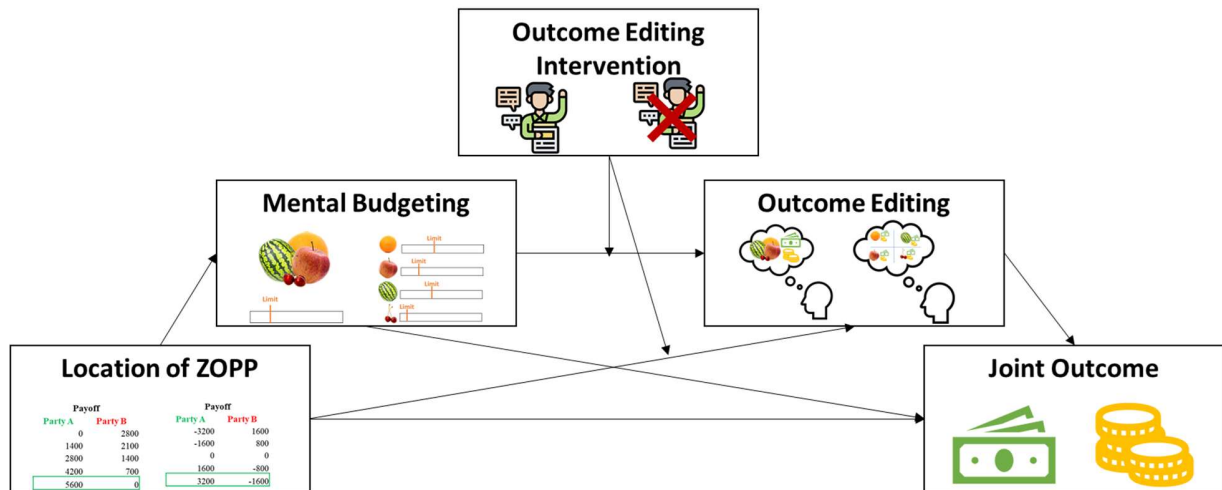 Outcome Editing
Intervention
Mental Budgeting
Limit
Limit
Limit
Limit
Limit
Outcome Editing
Location of ZOPP
Payoff
Party A Party B
0 2800
1400 2100
2800 1400
4200 700
5600 0
Payoff
Party A Party B
-3200 1600
-1600 800
0 0
1600 -800
3200 -1600
Joint Outcome